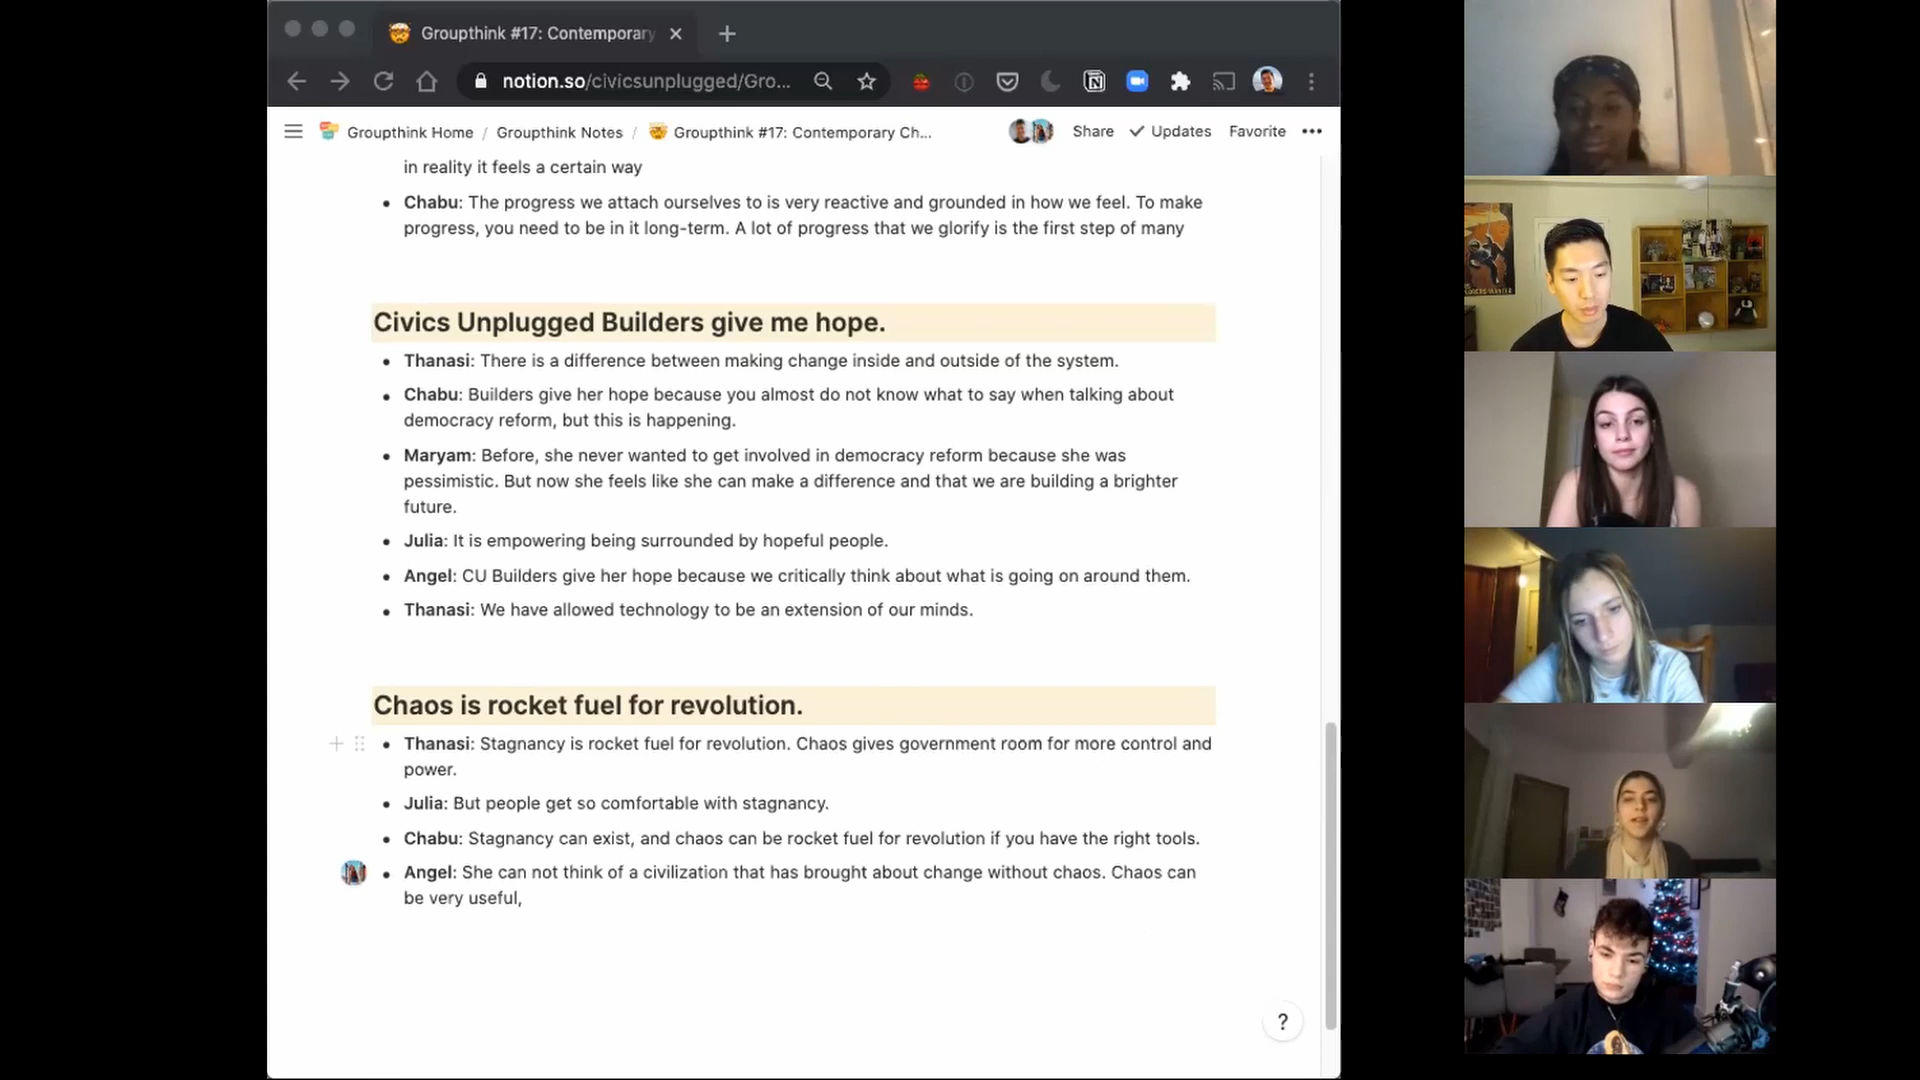 Groupthink #17: Contemporary
notion.so/civicsunplugged/Gro...
Groupthink Home / Groupthink Notes / Groupthink #17: Contemporary Ch...
Share Updates Favorite
in reality it feels a certain way
• Chabu: The progress we attach ourselves to is very reactive and grounded in how we feel. To make
progress, you need to be in it long-term. A lot of progress that we glorify is the first step of many
Civics Unplugged Builders give me hope.
• Thanasi: There is a difference between making change inside and outside of the system.
• Chabu: Builders give her hope because you almost do not know what to say when talking about
democracy reform, but this is happening.
• Maryam: Before, she never wanted to get involved in democracy reform because she was
pessimistic. But now she feels like she can make a difference and that we are building a brighter
future.
• Julia: It is empowering being surrounded by hopeful people.
• Angel: CU Builders give her hope because we critically think about what is going on around them.
• Thanasi: We have allowed technology to be an extension of our minds.
Chaos is rocket fuel for revolution.
• Thanasi: Stagnancy is rocket fuel for revolution. Chaos gives government room for more control and
power.
• Julia: But people get so comfortable with stagnancy.
• Chabu: Stagnancy can exist, and chaos can be rocket fuel for revolution if you have the right tools.
• Angel: She can not think of a civilization that has brought about change without chaos. Chaos can
be very useful,
?